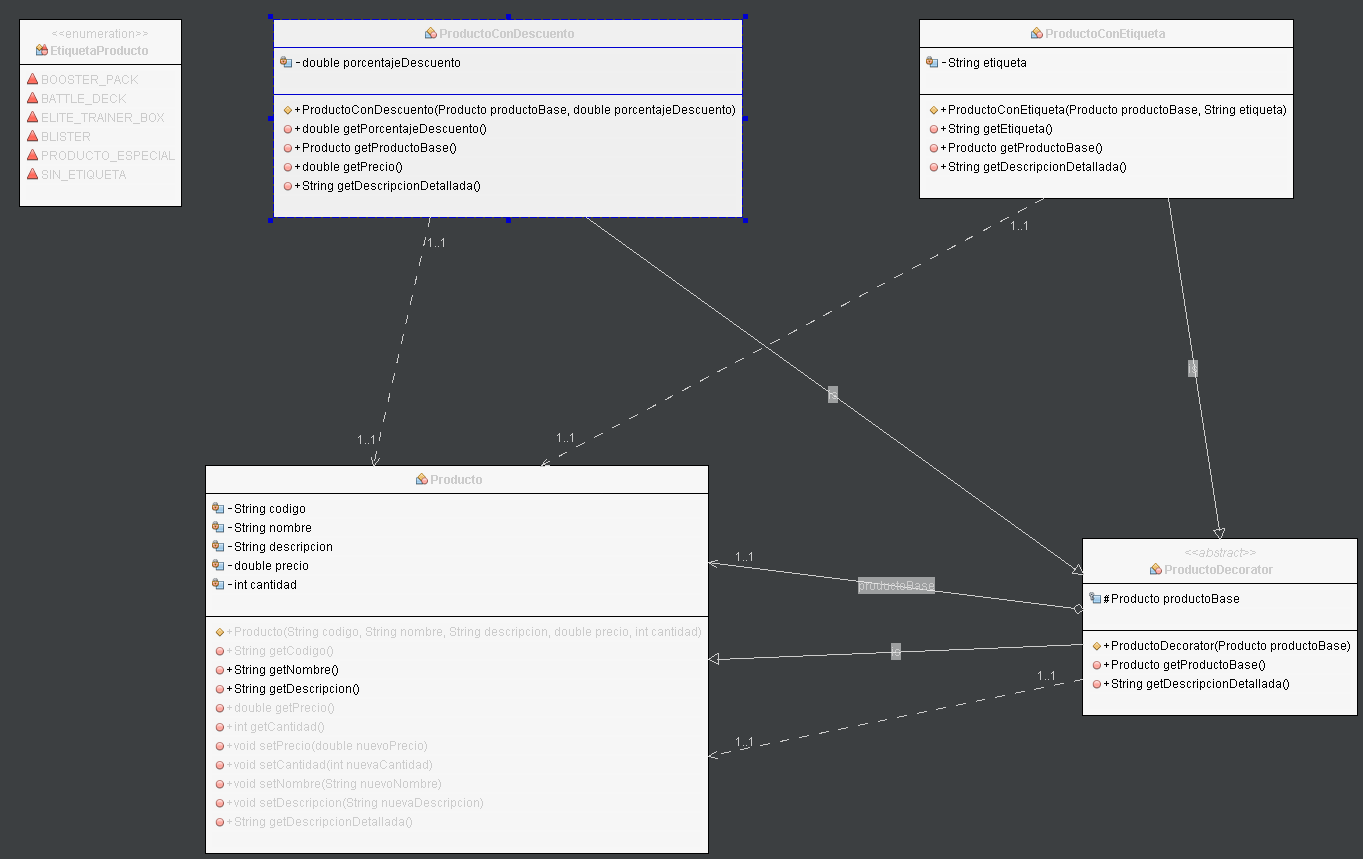 <<enumeration>>
EtiquetaProducto
BOOSTER_PACK
BATTLE_DECK
ELITE_TRAINER_BOX
BLISTER
PRODUCTO_ESPECIAL
SIN_ETIQUETA
ProductoConDescuento
-double porcentajeDescuento
+ProductoConDescuento(Producto productoBase, double porcentajeDescuento)
+double getPorcentajeDescuento()
+Producto getProductoBase()
+double getPrecio()
+String getDescripcionDetallada()
ProductoConEtiqueta
-String etiqueta
+ProductoConEtiqueta(Producto productoBase, String etiqueta)
+String getEtiqueta()
+Producto getProductoBase()
+String getDescripcionDetallada()
1..1
1..1
1..1
1..1
Producto
-String codigo
-String nombre
-String descripcion
-double precio
-int cantidad
+Producto(String codigo, String nombre, String descripcion, double precio, int cantidad)
+String getCodigo()
+String getNombre()
+String getDescripcion()
+double getPrecio()
+int getCantidad()
+void setPrecio(double nuevoPrecio)
+void setCantidad(int nuevaCantidad)
+void setNombre(String nuevoNombre)
+void setDescripcion(String nuevaDescripcion)
+String getDescripcionDetallada()
1..1
productoBase
1..1
1..1
<<abstract>>
ProductoDecorator
#Producto productoBase
+ProductoDecorator(Producto productoBase)
+Producto getProductoBase()
+String getDescripcionDetallada()